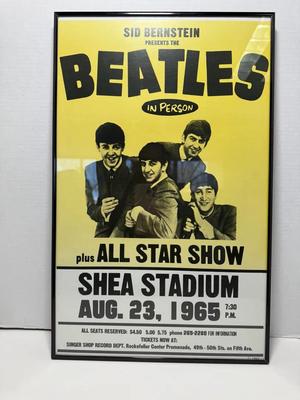 SID BERNSTEIN
PRESENTS THE
BEATLES
IN PERSON
plus ALL STAR SHOW
SHEA STADIUM
AUG. 23, 1965 7:30 P.M.
ALL SEATS RESERVED: $4.50 5.00 5.75 phone 265-2280 FOR INFORMATION
TICKETS NOW AT:
SINGER SHOP RECORD DEPT. Rockefeller Center Promenade, 49th - 50th Sts. on Fifth Ave.